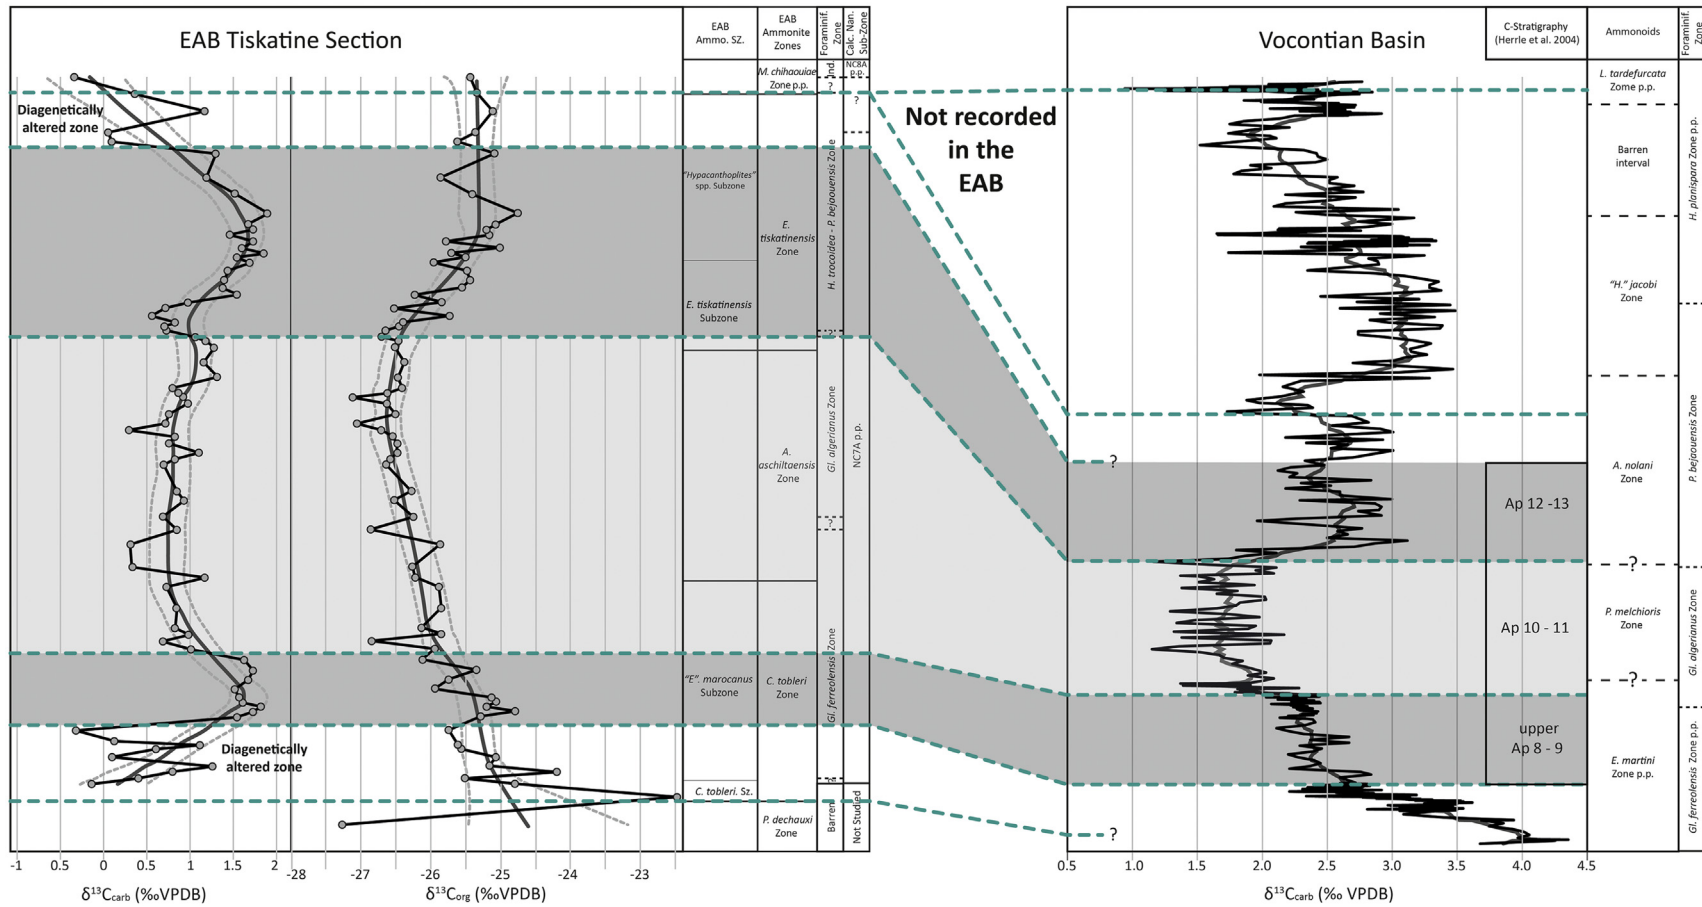 EAB Tiskatine Section
EAB
Ammo. SZ.
EAB
Ammonite
Zones
Foraminif.
Zone
Calc. Nan.
Sub-Zone
Diagenetically
altered zone
Diagenetically
altered zone
"Hypacanthoplites"
spp. Subzone
E. tiskatinensis
Subzone
"E". marocanus
Subzone
C. tobleri. Sz.
M. chihaouiae
Zone p.p.
E.
tiskatinensis
Zone
A.
aschiltaensis
Zone
C. tobleri
Zone
P. dechauxi
Zone
Ind.
?
H. trocoidea - P. bejaouensis Zone
?
Gl. algerianus Zone
?
Gl. ferreolensis Zone
?
Barren
NC8A
p.p.
?
NC7A p.p.
Not Studied
-1 0.5 0 0.5 1 1.5 2
δ¹³Ccarb (‰VPDB)
-28 -27 -26 -25 -24 -23
δ¹³Corg (‰VPDB)
Not recorded
in the
EAB
Vocontian Basin
C-Stratigraphy
(Herrle et al. 2004)
Ammonoids
Foraminif.
Zone
?
?
Ap 12 -13
Ap 10 - 11
upper
Ap 8 - 9
L. tardefurcata
Zome p.p.
Barren
interval
"H." jacobi
Zone
A. nolani
Zone
?
P. melchioris
Zone
?
E. martini
Zone p.p.
H. planispara Zone p.p.
P. bejaouensis Zone
Gl. algerianus Zone
Gl. ferreolensis Zone p.p.
0.5 1.0 1.5 2.0 2.5 3.0 3.5 4.0 4.5
δ¹³Ccarb (‰ VPDB)